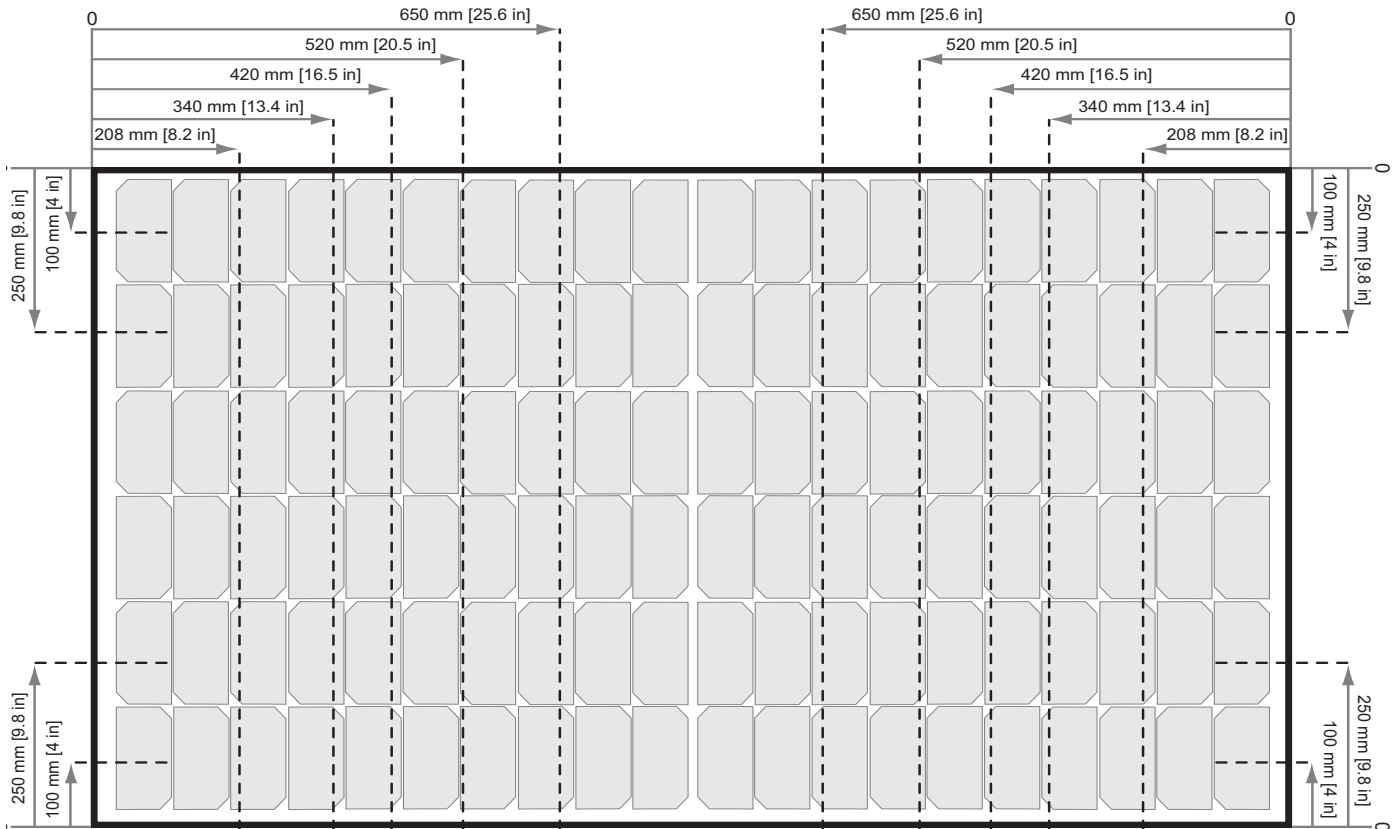 0
650 mm [25.6 in]
650 mm [25.6 in]
0
520 mm [20.5 in]
520 mm [20.5 in]
420 mm [16.5 in]
420 mm [16.5 in]
340 mm [13.4 in]
340 mm [13.4 in]
208 mm [8.2 in]
208 mm [8.2 in]
0
250 mm [9.8 in]
100 mm [4 in]
100 mm [4 in]
250 mm [9.8 in]
250 mm [9.8 in]
100 mm [4 in]
100 mm [4 in]
250 mm [9.8 in]
0